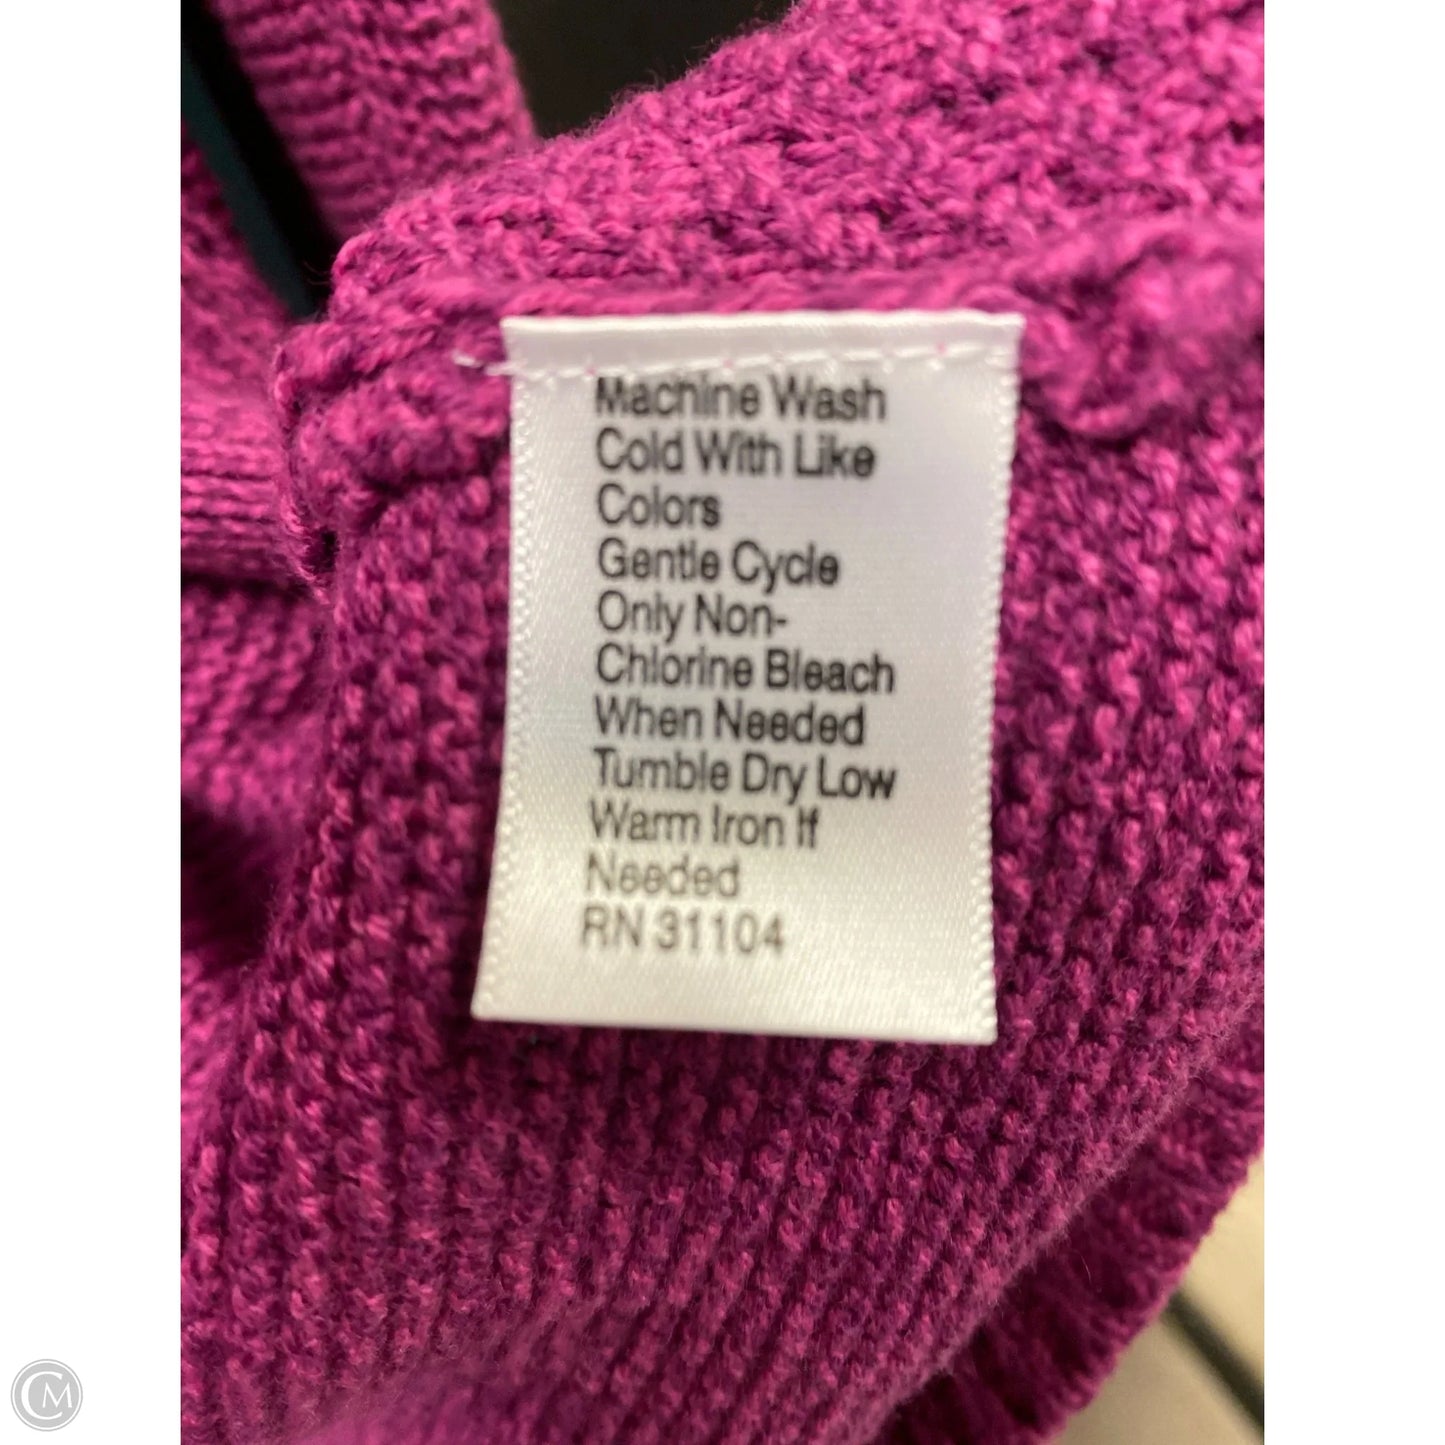 Machine Wash
Cold With Like
Colors
Gentle Cycle
Only Non-
Chlorine Bleach
When Needed
Tumble Dry Low
Warm Iron If
Needed
RN 31104
CM